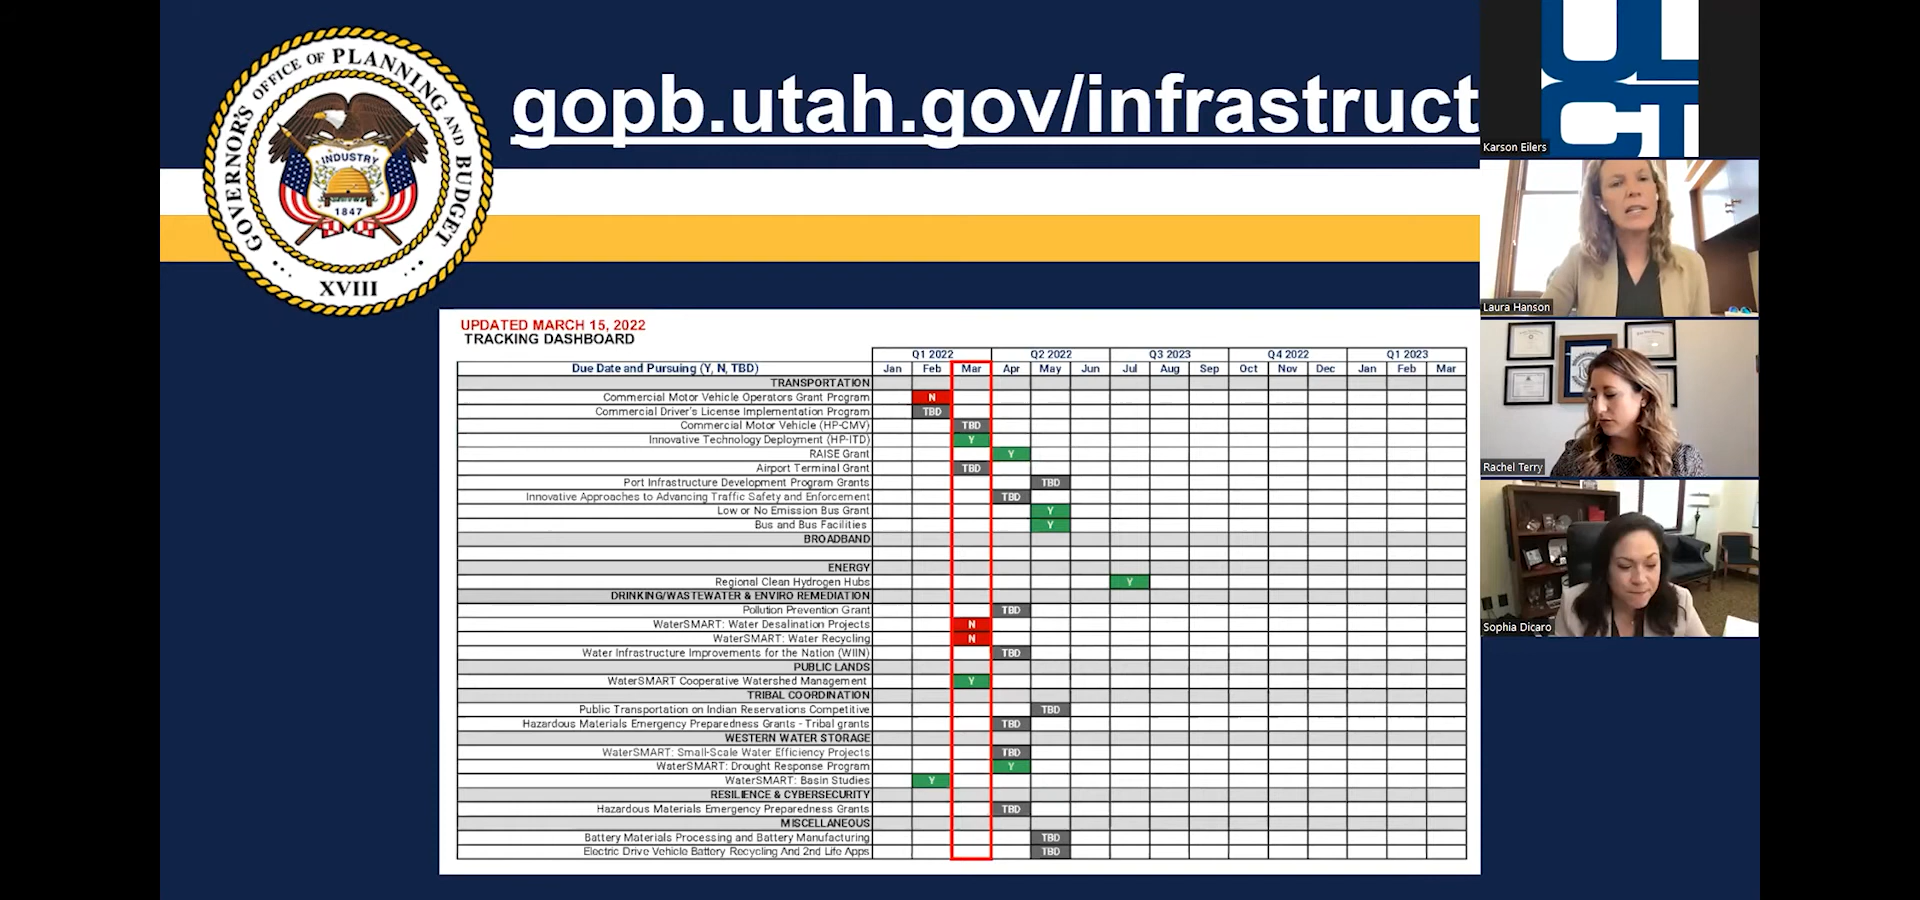 GOVERNOR'S OFFICE OF PLANNING AND BUDGET
INDUSTRY
1847
XVIII
gopb.utah.gov/infrastruct
UPDATED MARCH 15, 2022
TRACKING DASHBOARD
Q1 2022 Q2 2022 Q3 2023 Q4 2022 Q1 2023
Due Date and Pursuing (Y, N, TBD) Jan Feb Mar Apr May Jun Jul Aug Sep Oct Nov Dec Jan Feb Mar
TRANSPORTATION
Commercial Motor Vehicle Operators Grant Program N
Commercial Driver's License Implementation Program TBD
Commercial Motor Vehicle (HP-CMV) TBD
Innovative Technology Deployment (HP-ITD) Y
RAISE Grant Y
Airport Terminal Grant TBD
Port Infrastructure Development Program Grants TBD
Innovative Approaches to Advancing Traffic Safety and Enforcement TBD
Low or No Emission Bus Grant Y
Bus and Bus Facilities Y
BROADBAND
ENERGY
Regional Clean Hydrogen Hubs Y
DRINKING/WASTEWATER & ENVIRO REMEDIATION
Pollution Prevention Grant TBD
WaterSMART: Water Desalination Projects N
WaterSMART: Water Recycling N
Water Infrastructure Improvements for the Nation (WIIN) TBD
PUBLIC LANDS
WaterSMART Cooperative Watershed Management Y
TRIBAL COORDINATION
Public Transportation on Indian Reservations Competitive TBD
Hazardous Materials Emergency Preparedness Grants - Tribal grants TBD
WESTERN WATER STORAGE
WaterSMART: Small-Scale Water Efficiency Projects TBD
WaterSMART: Drought Response Program Y
WaterSMART: Basin Studies Y
RESILIENCE & CYBERSECURITY
Hazardous Materials Emergency Preparedness Grants TBD
MISCELLANEOUS
Battery Materials Processing and Battery Manufacturing TBD
Electric Drive Vehicle Battery Recycling And 2nd Life Apps TBD
UL
CT
Karson Eilers
Laura Hanson
Rachel Terry
Sophia Dicaro